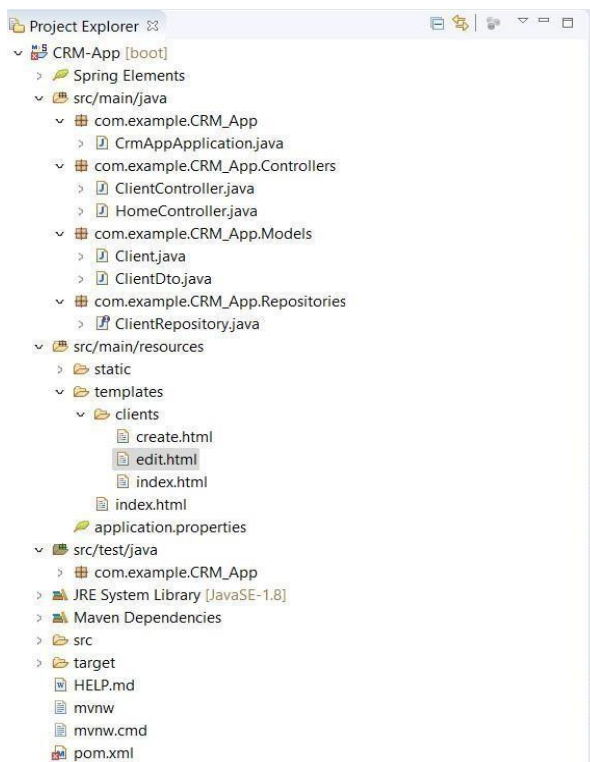 Project Explorer
CRM-App [boot]
Spring Elements
src/main/java
com.example.CRM_App
CrmAppApplication.java
com.example.CRM_App.Controllers
ClientController.java
HomeController.java
com.example.CRM_App.Models
Client.java
ClientDto.java
com.example.CRM_App.Repositories
ClientRepository.java
src/main/resources
static
templates
clients
create.html
edit.html
index.html
index.html
application.properties
src/test/java
com.example.CRM_App
JRE System Library [JavaSE-1.8]
Maven Dependencies
src
target
HELP.md
mvnw
mvnw.cmd
pom.xml